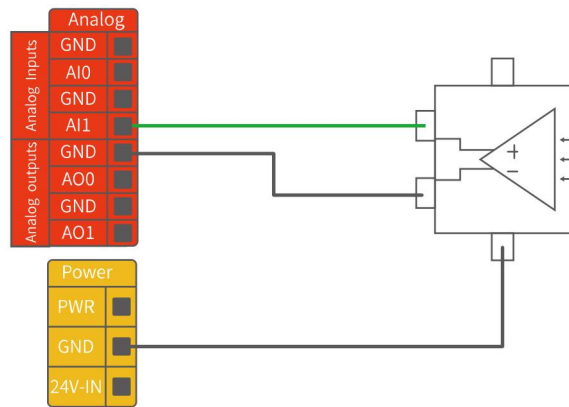 Analog
Analog Inputs
GND
AI0
GND
AI1
Analog outputs
GND
AO0
GND
AO1
+
−
Power
PWR
GND
24V-IN